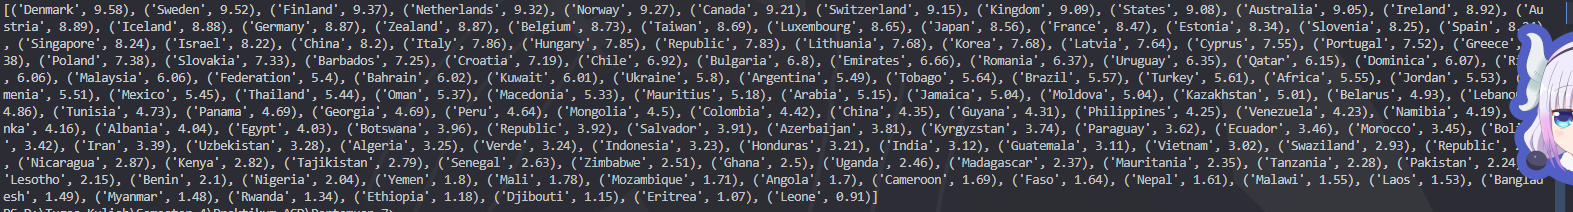 [('Denmark', 9.58), ('Sweden', 9.52), ('Finland', 9.37), ('Netherlands', 9.32), ('Norway', 9.27), ('Canada', 9.21), ('Switzerland', 9.15), ('Kingdom', 9.09), ('States', 9.08), ('Australia', 9.05), ('Ireland', 8.92), ('Au
stria', 8.89), ('Iceland', 8.88), ('Germany', 8.87), ('Zealand', 8.87), ('Belgium', 8.73), ('Taiwan', 8.69), ('Luxembourg', 8.65), ('Japan', 8.56), ('France', 8.47), ('Estonia', 8.34), ('Slovenia', 8.25), ('Spain',
, ('Singapore', 8.24), ('Israel', 8.22), ('China', 8.2), ('Italy', 7.86), ('Hungary', 7.85), ('Republic', 7.83), ('Lithuania', 7.68), ('Korea', 7.68), ('Latvia', 7.64), ('Cyprus', 7.55), ('Portugal', 7.52), ('Greece',
38), ('Poland', 7.38), ('Slovakia', 7.33), ('Barbados', 7.25), ('Croatia', 7.19), ('Chile', 6.92), ('Bulgaria', 6.8), ('Emirates', 6.66), ('Romania', 6.37), ('Uruguay', 6.35), ('Qatar', 6.15), ('Dominica', 6.07),
, 6.06), ('Malaysia', 6.06), ('Federation', 5.4), ('Bahrain', 6.02), ('Kuwait', 6.01), ('Ukraine', 5.8), ('Argentina', 5.49), ('Tobago', 5.64), ('Brazil', 5.57), ('Turkey', 5.61), ('Africa', 5.55), ('Jordan', 5.53),
menia', 5.51), ('Mexico', 5.45), ('Thailand', 5.44), ('Oman', 5.37), ('Macedonia', 5.33), ('Mauritius', 5.18), ('Arabia', 5.15), ('Jamaica', 5.04), ('Moldova', 5.04), ('Kazakhstan', 5.01), ('Belarus', 4.93),
4.86), ('Tunisia', 4.73), ('Panama', 4.69), ('Georgia', 4.69), ('Peru', 4.64), ('Mongolia', 4.5), ('Colombia', 4.42), ('China', 4.35), ('Guyana', 4.31), ('Philippines', 4.25), ('Venezuela', 4.23), ('Namibia', 4.19),
nka', 4.16), ('Albania', 4.04), ('Egypt', 4.03), ('Botswana', 3.96), ('Republic', 3.92), ('Salvador', 3.91), ('Azerbaijan', 3.81), ('Kyrgyzstan', 3.74), ('Paraguay', 3.62), ('Ecuador', 3.46), ('Morocco', 3.45),
, 3.42), ('Iran', 3.39), ('Uzbekistan', 3.28), ('Algeria', 3.25), ('Verde', 3.24), ('Indonesia', 3.23), ('Honduras', 3.21), ('India', 3.12), ('Guatemala', 3.11), ('Vietnam', 3.02), ('Swaziland', 2.93), ('Republic',
, ('Nicaragua', 2.87), ('Kenya', 2.82), ('Tajikistan', 2.79), ('Senegal', 2.63), ('Zimbabwe', 2.51), ('Ghana', 2.5), ('Uganda', 2.46), ('Madagascar', 2.37), ('Mauritania', 2.35), ('Tanzania', 2.28), ('Pakistan', 2.24
'Lesotho', 2.15), ('Benin', 2.1), ('Nigeria', 2.04), ('Yemen', 1.8), ('Mali', 1.78), ('Mozambique', 1.71), ('Angola', 1.7), ('Cameroon', 1.69), ('Faso', 1.64), ('Nepal', 1.61), ('Malawi', 1.55), ('Laos', 1.53), ('Banglad
esh', 1.49), ('Myanmar', 1.48), ('Rwanda', 1.34), ('Ethiopia', 1.18), ('Djibouti', 1.15), ('Eritrea', 1.07), ('Leone', 0.91)]